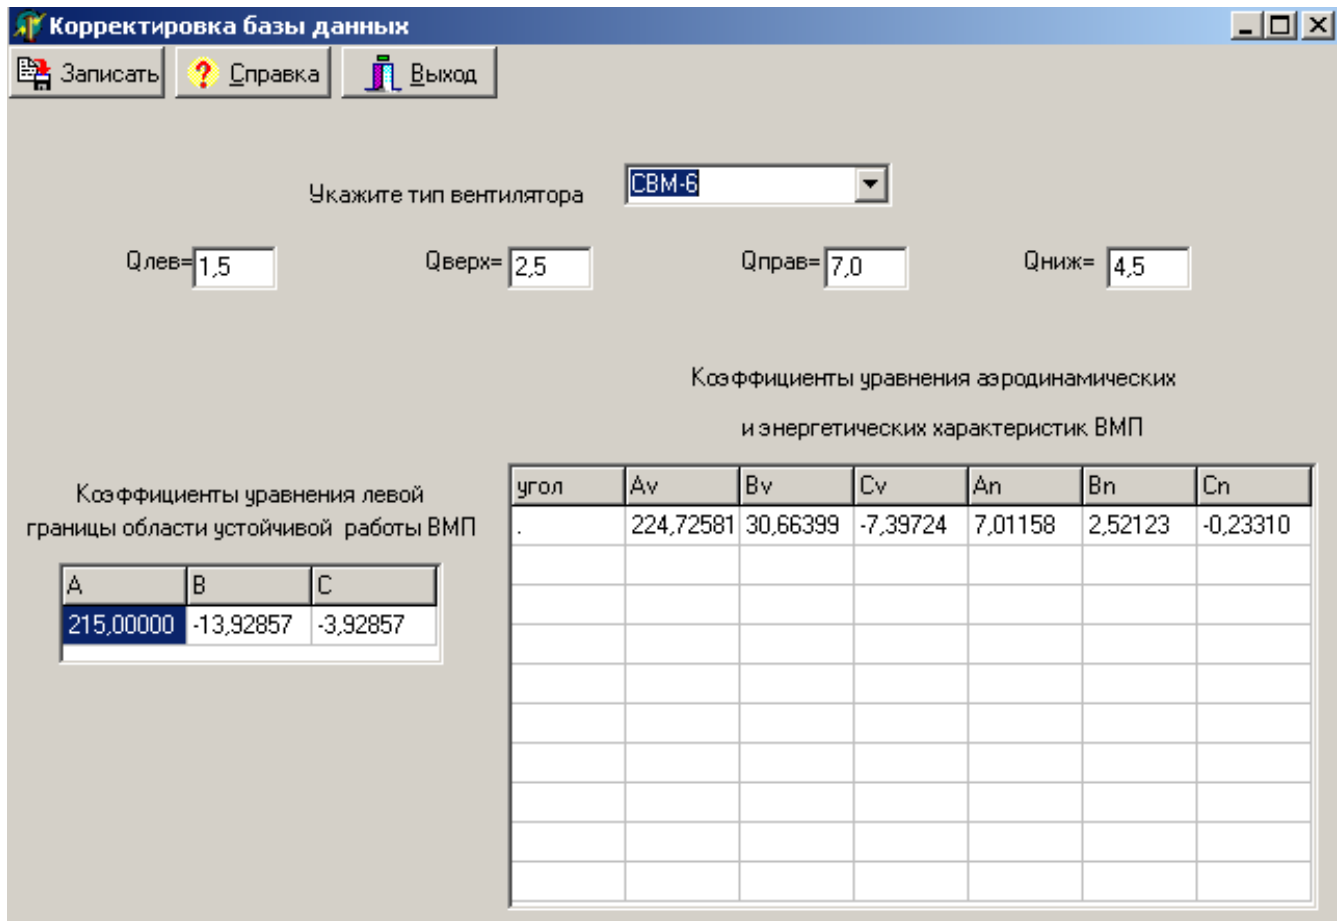 Корректировка базы данных
Записать Справка Выход
Укажите тип вентилятора СВМ-6
Qлев= 1,5 Qверх= 2,5 Qправ= 7,0 Qниж= 4,5
Коэффициенты уравнения аэродинамических
и энергетических характеристик ВМП
Коэффициенты уравнения левой
границы области устойчивой работы ВМП
A B C
215,00000 -13,92857 -3,92857
угол Av Bv Cv An Bn Cn
. 224,72581 30,66399 -7,39724 7,01158 2,52123 -0,23310